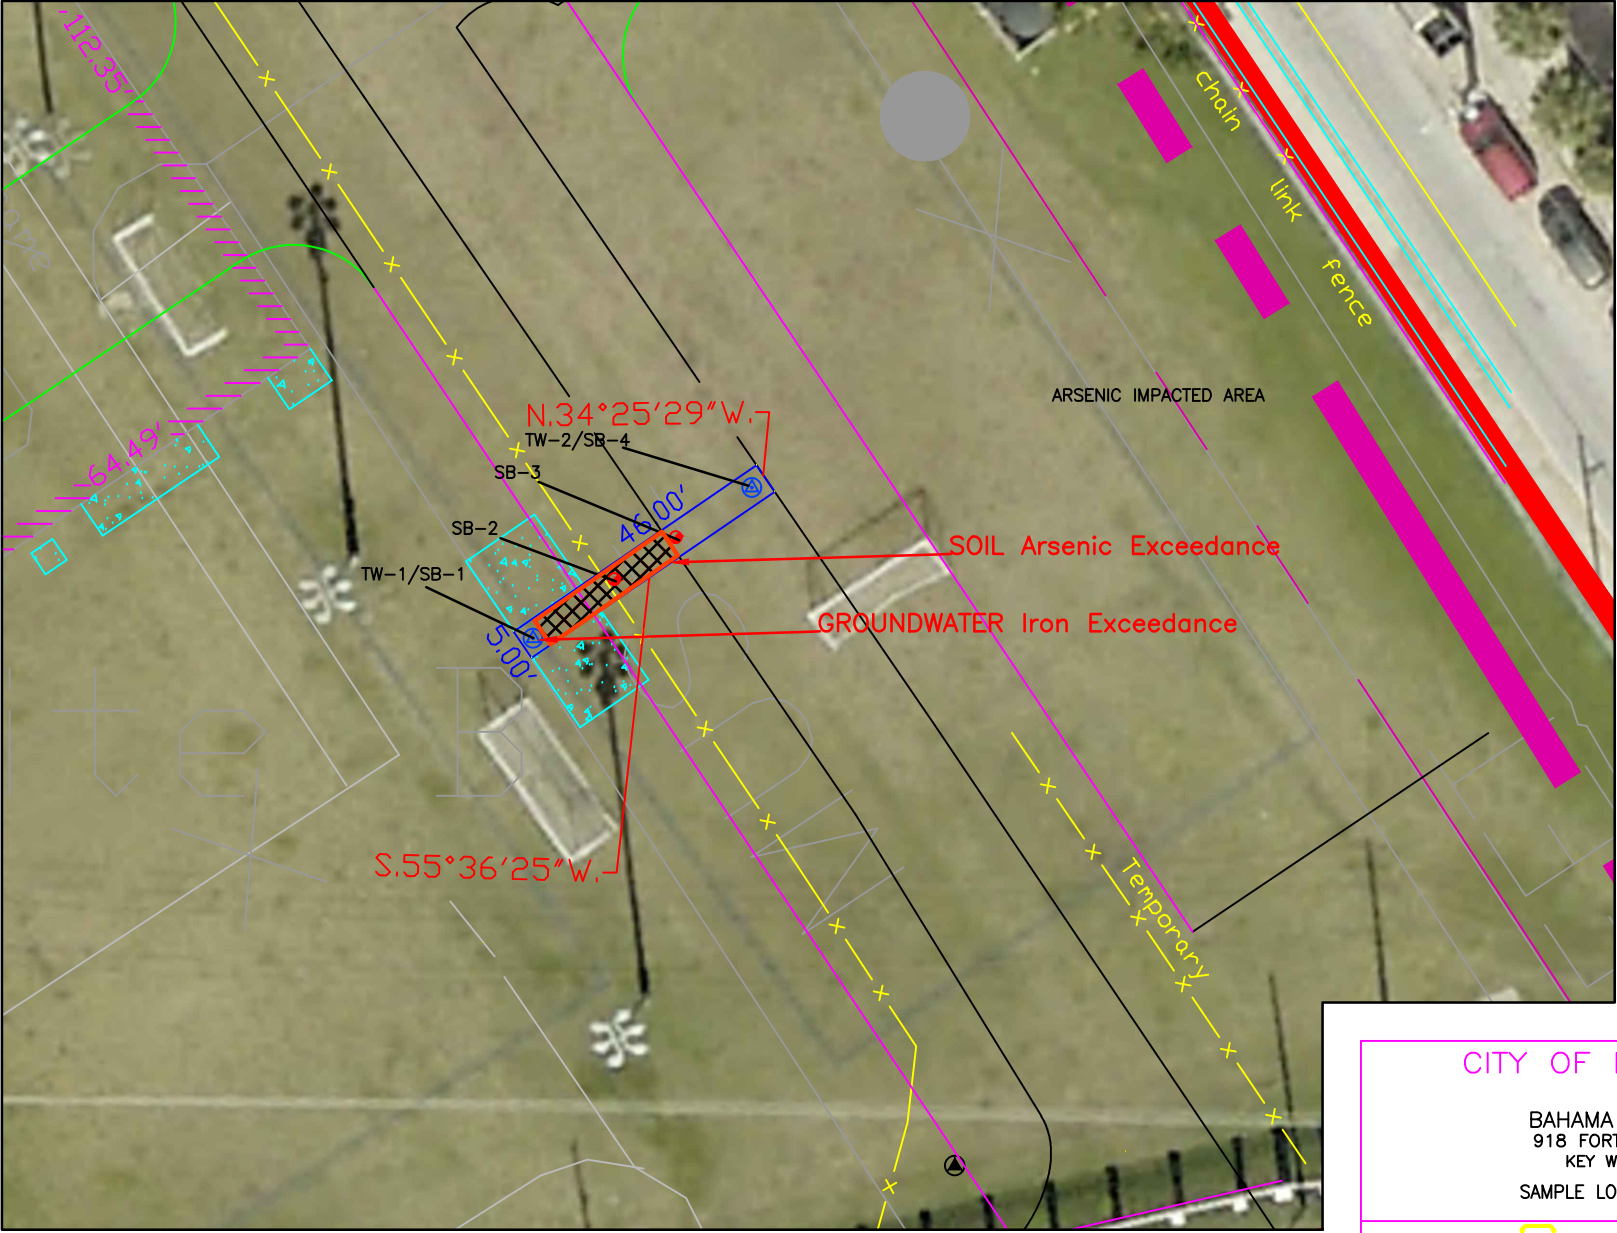 112.35'
chain
link
fence
ARSENIC IMPACTED AREA
N.34°25'29"W.
TW-2/SB-4
64.49'
SB-3
46.00'
SB-2
SOIL Arsenic Exceedance
TW-1/SB-1
GROUNDWATER Iron Exceedance
5.00'
S.55°36'25"W.
Temporary
CITY OF
BAHAMA
918 FORT
KEY W
SAMPLE LO